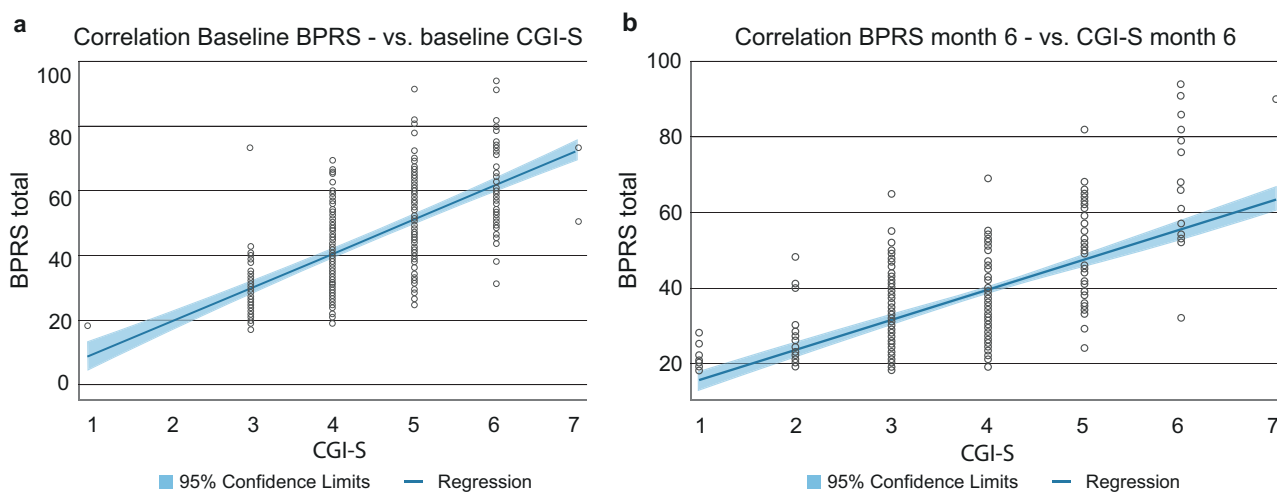 a
Correlation Baseline BPRS - vs. baseline CGI-S
BPRS total
100
80
60
40
20
0
1 2 3 4 5 6 7
CGI-S
95% Confidence Limits Regression
b
Correlation BPRS month 6 - vs. CGI-S month 6
BPRS total
100
80
60
40
20
1 2 3 4 5 6 7
CGI-S
95% Confidence Limits Regression